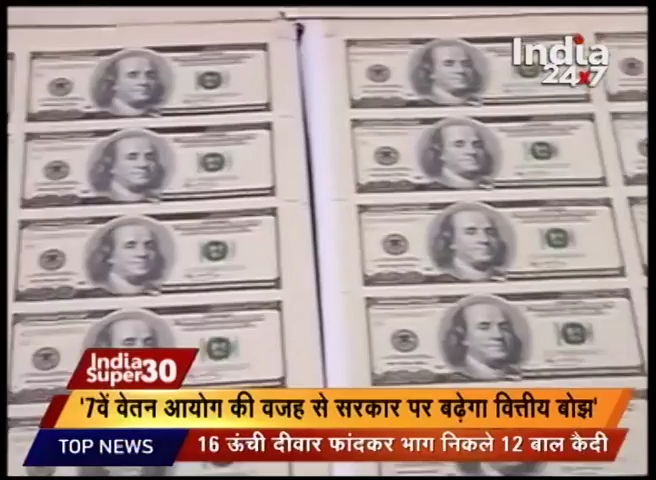 India
24x7
India
Super30
'7वें वेतन आयोग की वजह से सरकार पर बढ़ेगा वित्तीय बोझ'
TOP NEWS
16 ऊंची दीवार फांदकर भाग निकले 12 बाल कैदी